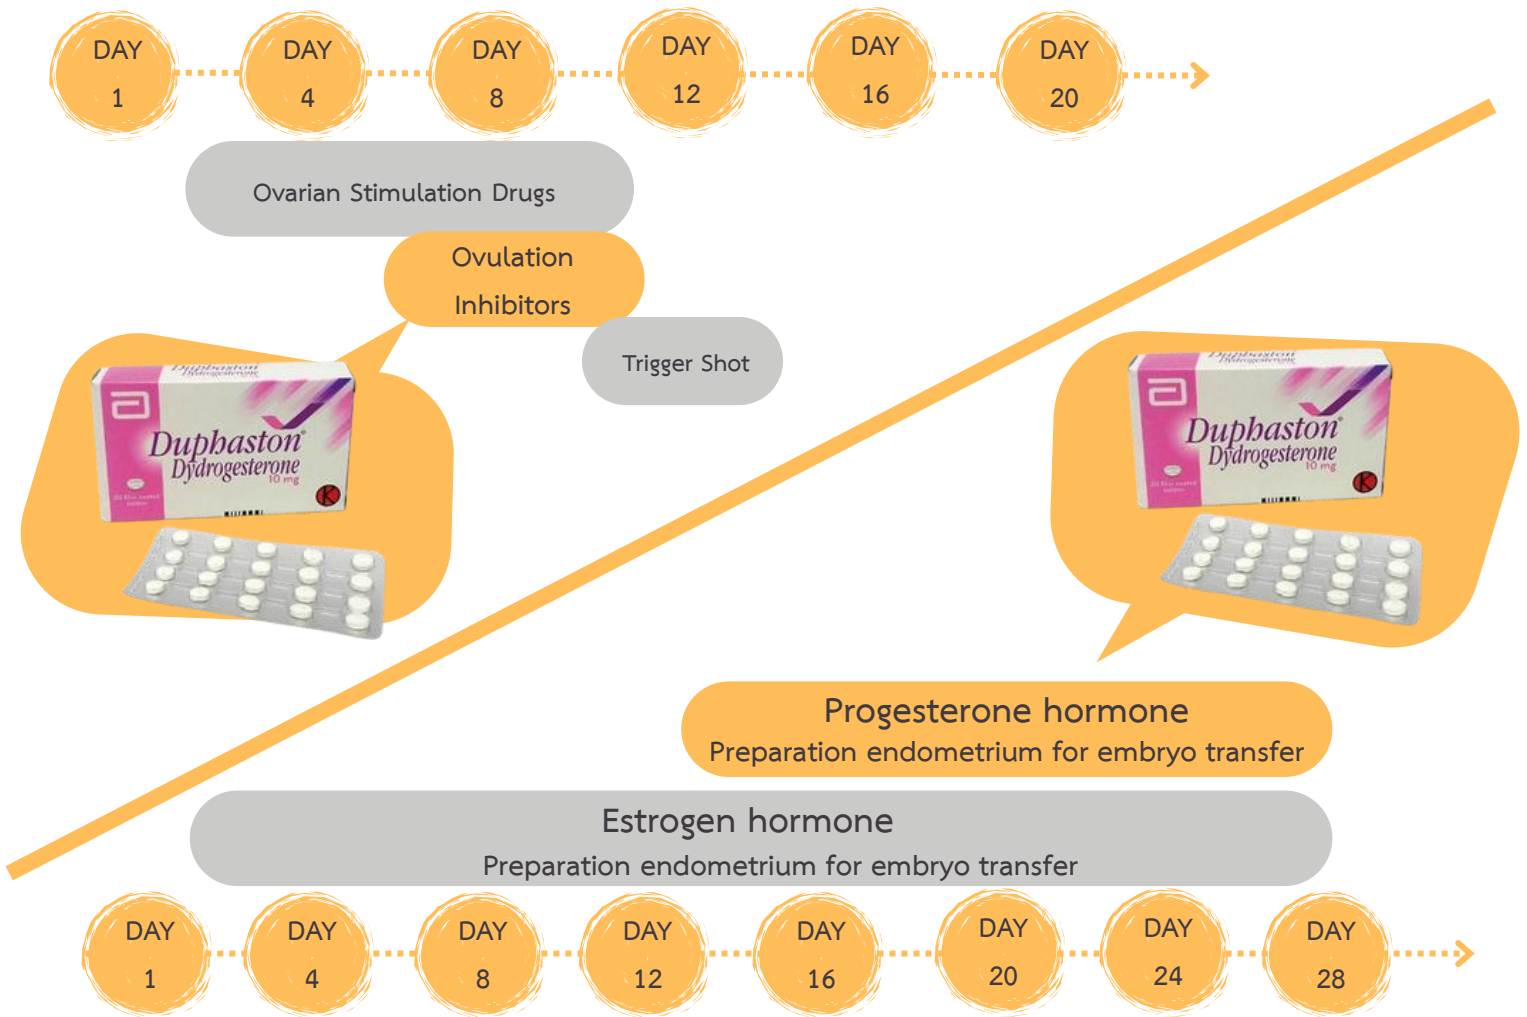 DAY
1
DAY
4
DAY
8
DAY
12
DAY
16
DAY
20
Ovarian Stimulation Drugs
Ovulation
Inhibitors
Trigger Shot
Duphaston®
Dydrogesterone
10 mg
K
Duphaston®
Dydrogesterone
10 mg
K
Progesterone hormone
Preparation endometrium for embryo transfer
Estrogen hormone
Preparation endometrium for embryo transfer
DAY
1
DAY
4
DAY
8
DAY
12
DAY
16
DAY
20
DAY
24
DAY
28